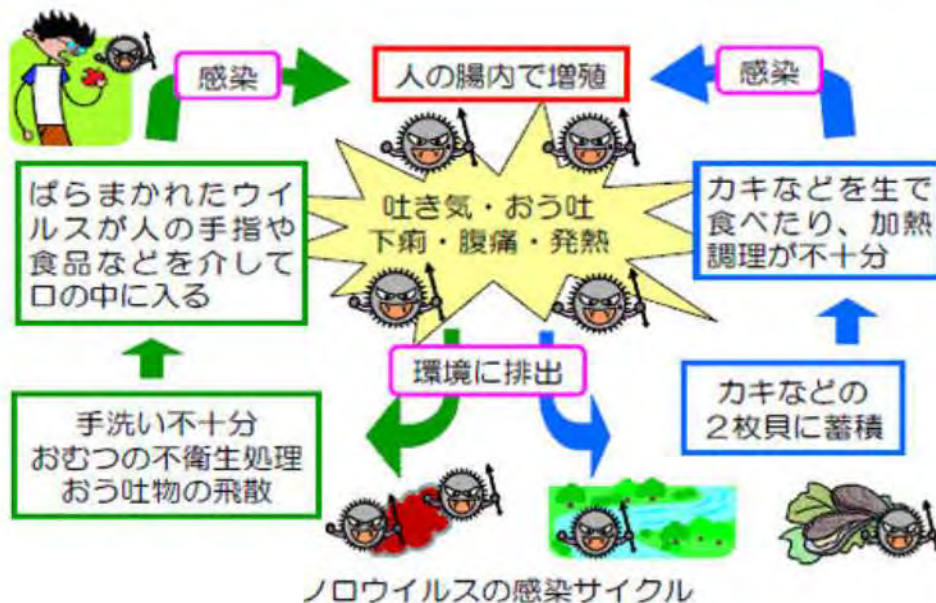 感染
人の腸内で増殖
感染
ばらまかれたウイルスが人の手指や食品などを介して口の中に入る
吐き気・おう吐
下痢・腹痛・発熱
カキなどを生で
食べたり、加熱
調理が不十分
環境に排出
手洗い不十分
おむつの不衛生処理
おう吐物の飛散
カキなどの
２枚貝に蓄積
ノロウイルスの感染サイクル